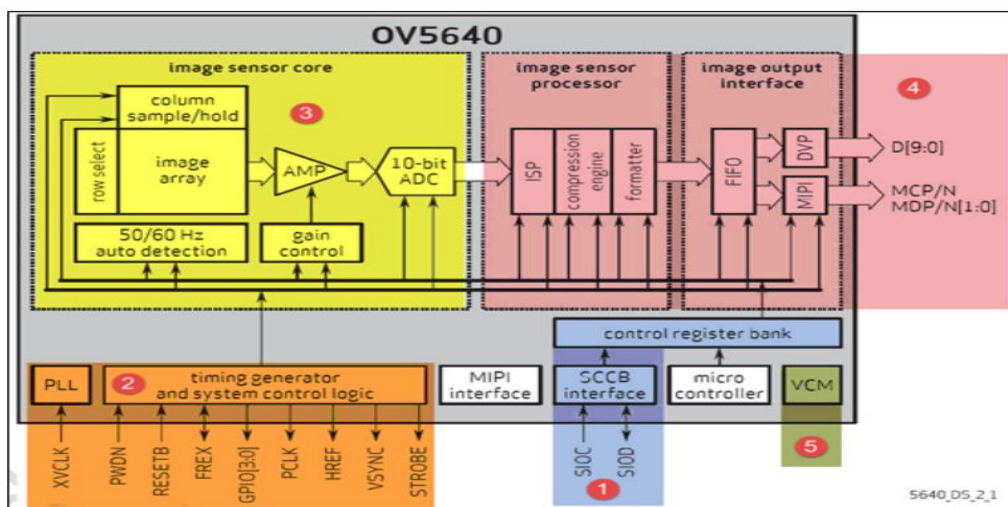 OV5640
image sensor core
image sensor
processor
image output
interface
4
column
sample/hold
3
row select
image
array
AMP
10-bit
ADC
ISP
compression
engine
formatter
FIFO
DVP
MIPI
D[9:0]
MCP/N
MDP/N[1:0]
50/60 Hz
auto detection
gain
control
control register bank
PLL
2
timing generator
and system control logic
MIPI
interface
SCCB
interface
micro
controller
VCM
XVCLK
PWDN
RESETB
FREX
GPIO[3:0]
PCLK
HREF
VSYNC
STROBE
SIOC
1
SIOD
5
5640_DS_2_1